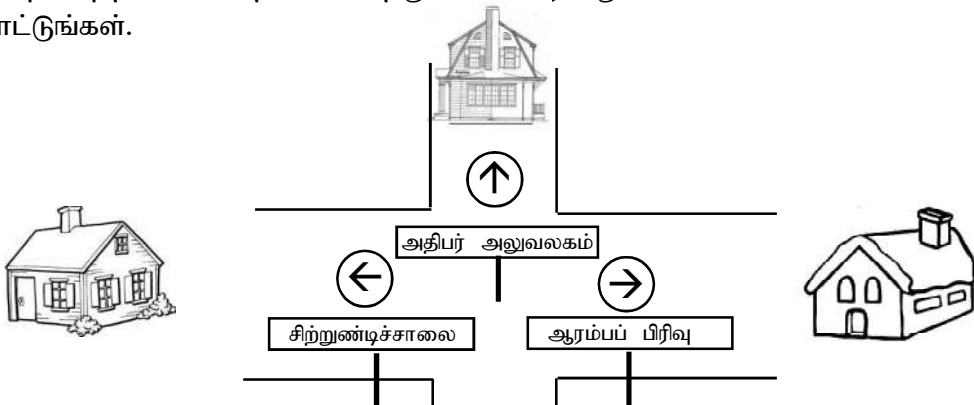 ாட்டுங்கள்.
அதிபர் அலுவலகம்
சிற்றுண்டிச்சாலை
ஆரம்பப் பிரிவு